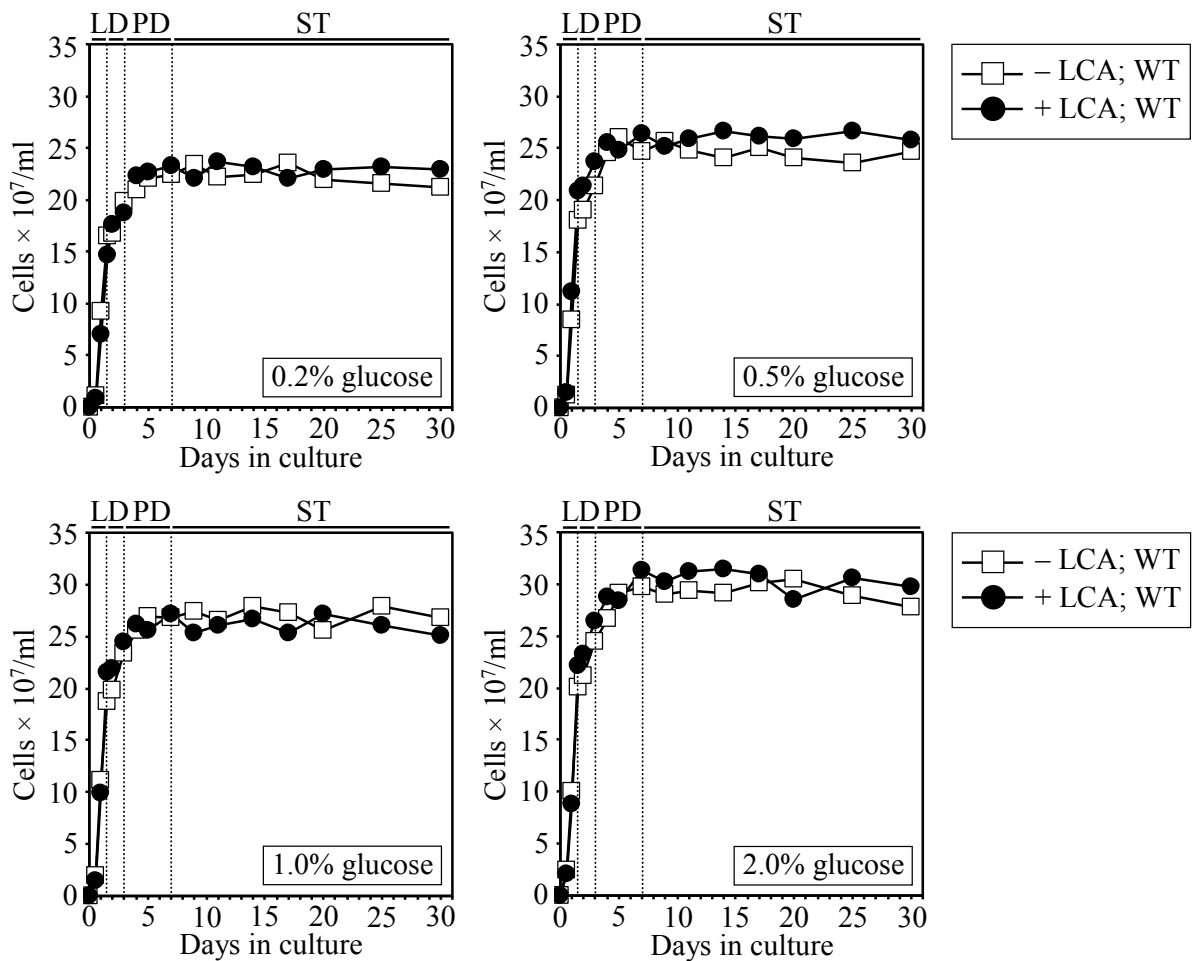 LD PD ST
35
30
25
20
15
10
5
0
Cells × 10⁷/ml
0.2% glucose
0 5 10 15 20 25 30
Days in culture
LD PD ST
35
30
25
20
15
10
5
0
Cells × 10⁷/ml
0.5% glucose
0 5 10 15 20 25 30
Days in culture
– LCA; WT
+ LCA; WT
LD PD ST
35
30
25
20
15
10
5
0
Cells × 10⁷/ml
1.0% glucose
0 5 10 15 20 25 30
Days in culture
LD PD ST
35
30
25
20
15
10
5
0
Cells × 10⁷/ml
2.0% glucose
0 5 10 15 20 25 30
Days in culture
– LCA; WT
+ LCA; WT